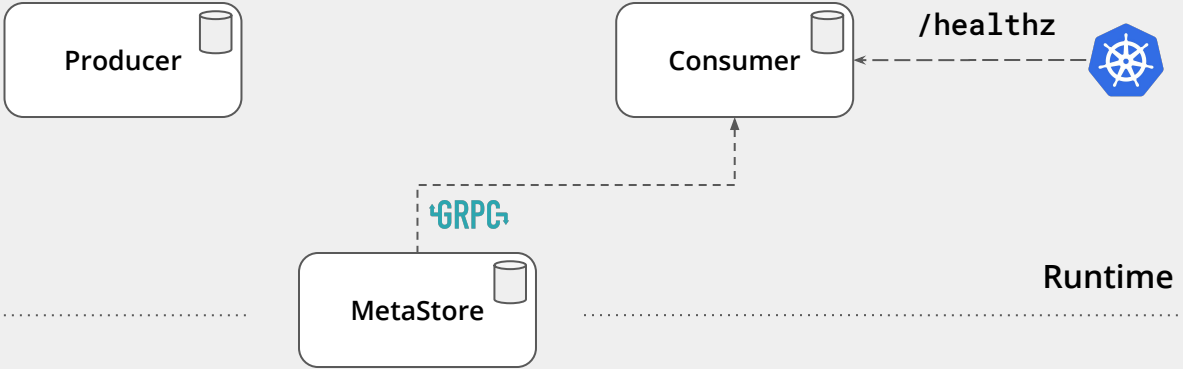 Producer
Consumer
/healthz
GRPC
MetaStore
Runtime